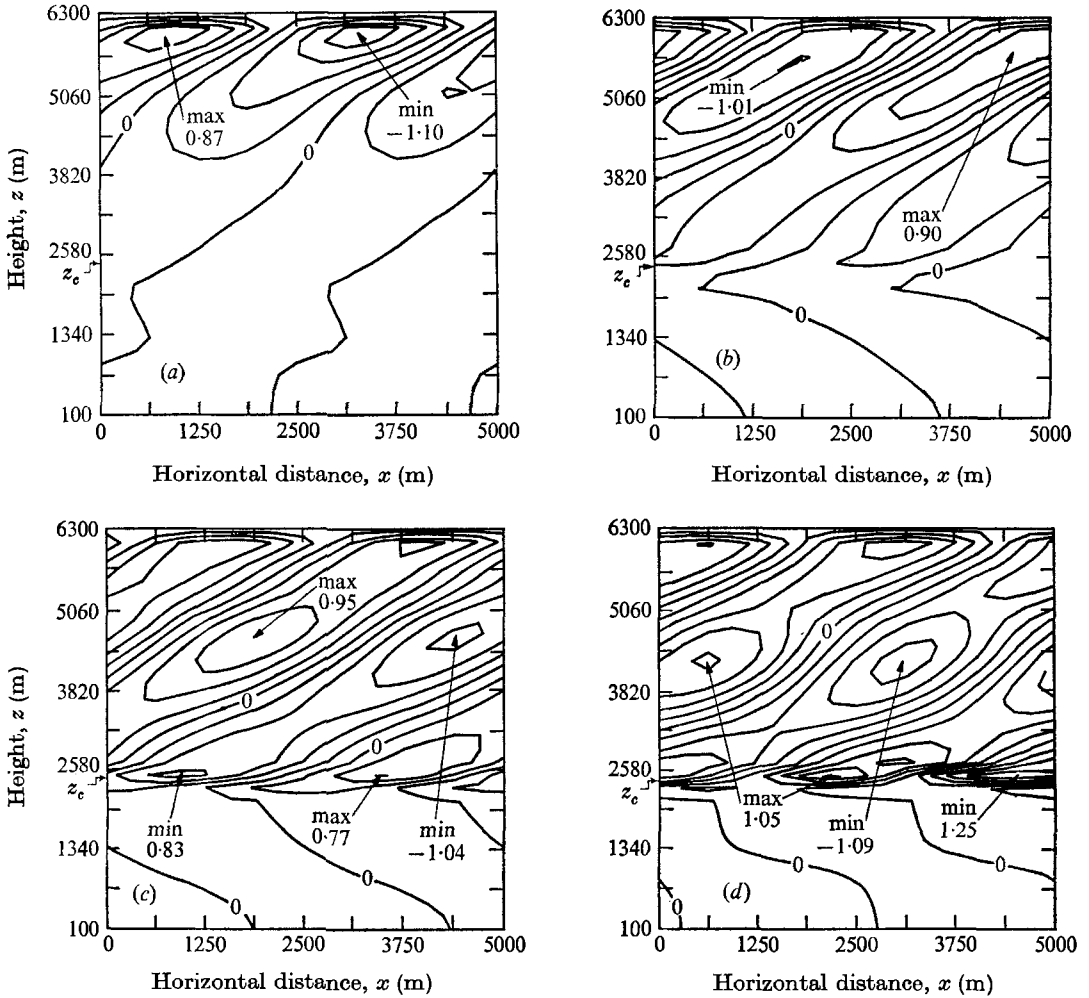 6300
5060
3820
2580
z_c
1340
100
Height, z (m)
max
0·87
min
−1·10
0
0
(a)
0 1250 2500 3750 5000
Horizontal distance, x (m)
6300
5060
3820
2580
z_c
1340
100
min
−1·01
0
max
0·90
0
0
(b)
0 1250 2500 3750 5000
Horizontal distance, x (m)
6300
5060
3820
2580
z_c
1340
100
Height, z (m)
max
0·95
0
0
min
0·83
max
0·77
min
−1·04
0
0
(c)
0 1250 2500 3750 5000
Horizontal distance, x (m)
6300
5060
3820
2580
z_c
1340
100
0
max
1·05
min
−1·09
min
1·25
0
0
0
(d)
0 1250 2500 3750 5000
Horizontal distance, x (m)